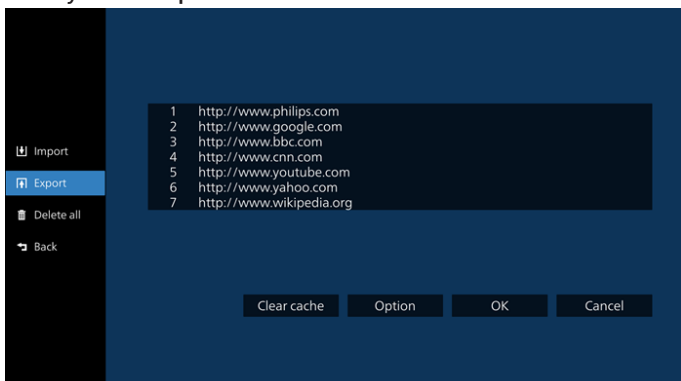 Import
Export
Delete all
Back
1 http://www.philips.com
2 http://www.google.com
3 http://www.bbc.com
4 http://www.cnn.com
5 http://www.youtube.com
6 http://www.yahoo.com
7 http://www.wikipedia.org
Clear cache Option OK Cancel